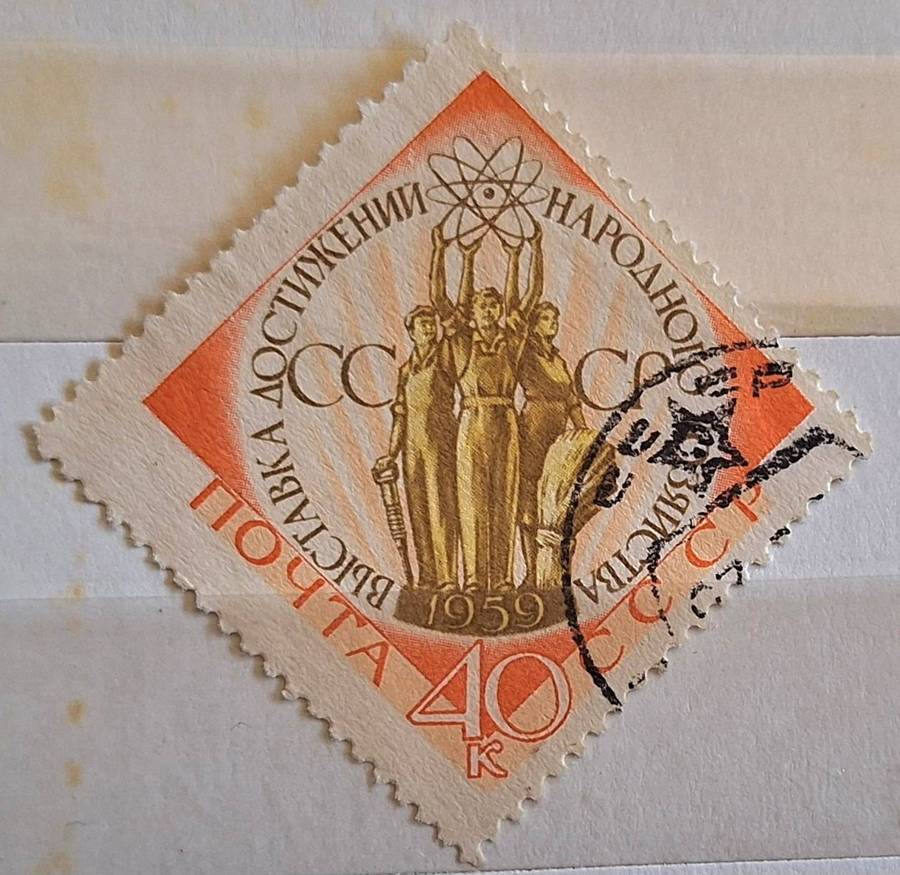 ВЫСТАВКА ДОСТИЖЕНИЙ НАРОДНОГО ХОЗЯЙСТВА
СССР
1959
ПОЧТА СССР
40
к